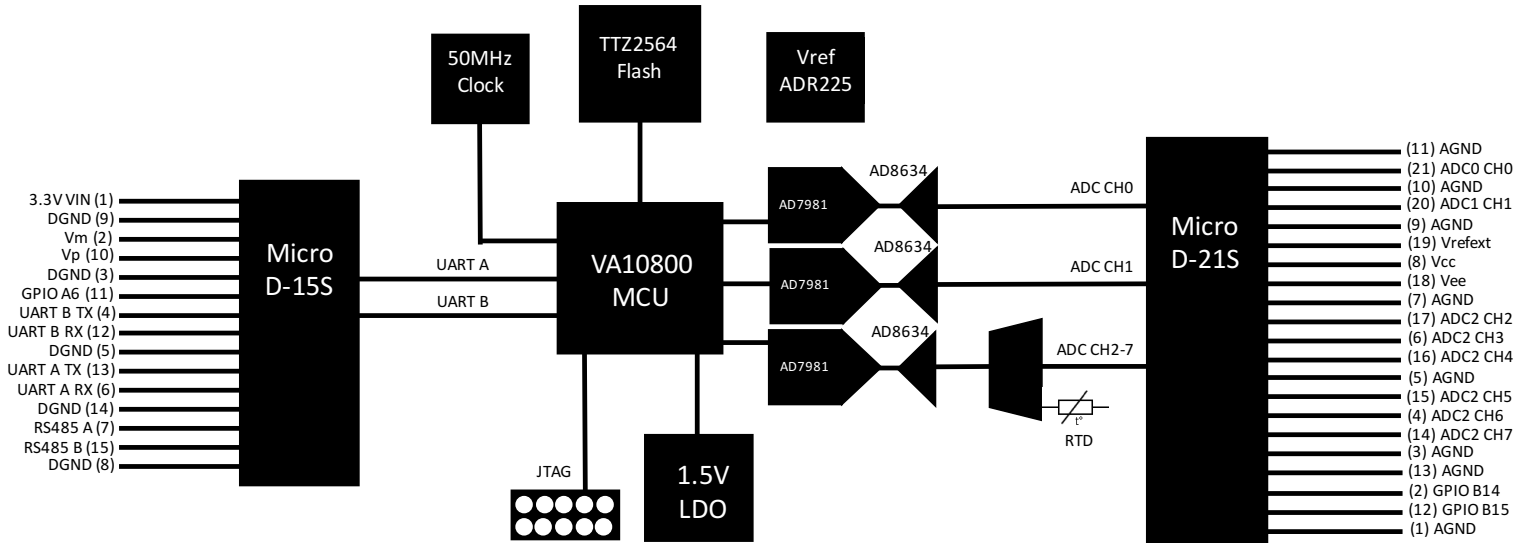 50MHz
Clock
TTZ2564
Flash
Vref
ADR225
3.3V VIN (1)
DGND (9)
Vm (2)
Vp (10)
DGND (3)
GPIO A6 (11)
UART B TX (4)
UART B RX (12)
DGND (5)
UART A TX (13)
UART A RX (6)
DGND (14)
RS485 A (7)
RS485 B (15)
DGND (8)
Micro
D-15S
UART A
UART B
VA10800
MCU
JTAG
1.5V
LDO
AD7981
AD8634
ADC CH0
AD7981
AD8634
ADC CH1
AD7981
AD8634
ADC CH2-7
t°
RTD
Micro
D-21S
(11) AGND
(21) ADC0 CH0
(10) AGND
(20) ADC1 CH1
(9) AGND
(19) Vrefext
(8) Vcc
(18) Vee
(7) AGND
(17) ADC2 CH2
(6) ADC2 CH3
(16) ADC2 CH4
(5) AGND
(15) ADC2 CH5
(4) ADC2 CH6
(14) ADC2 CH7
(3) AGND
(13) AGND
(2) GPIO B14
(12) GPIO B15
(1) AGND